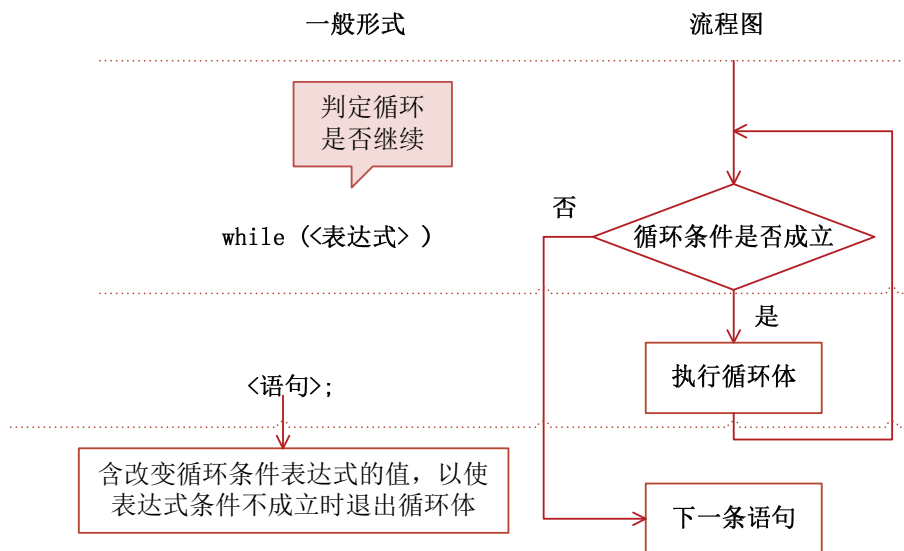 一般形式
流程图
判定循环
是否继续
否
while (<表达式> )
循环条件是否成立
是
<语句>;
执行循环体
含改变循环条件表达式的值，以使
表达式条件不成立时退出循环体
下一条语句